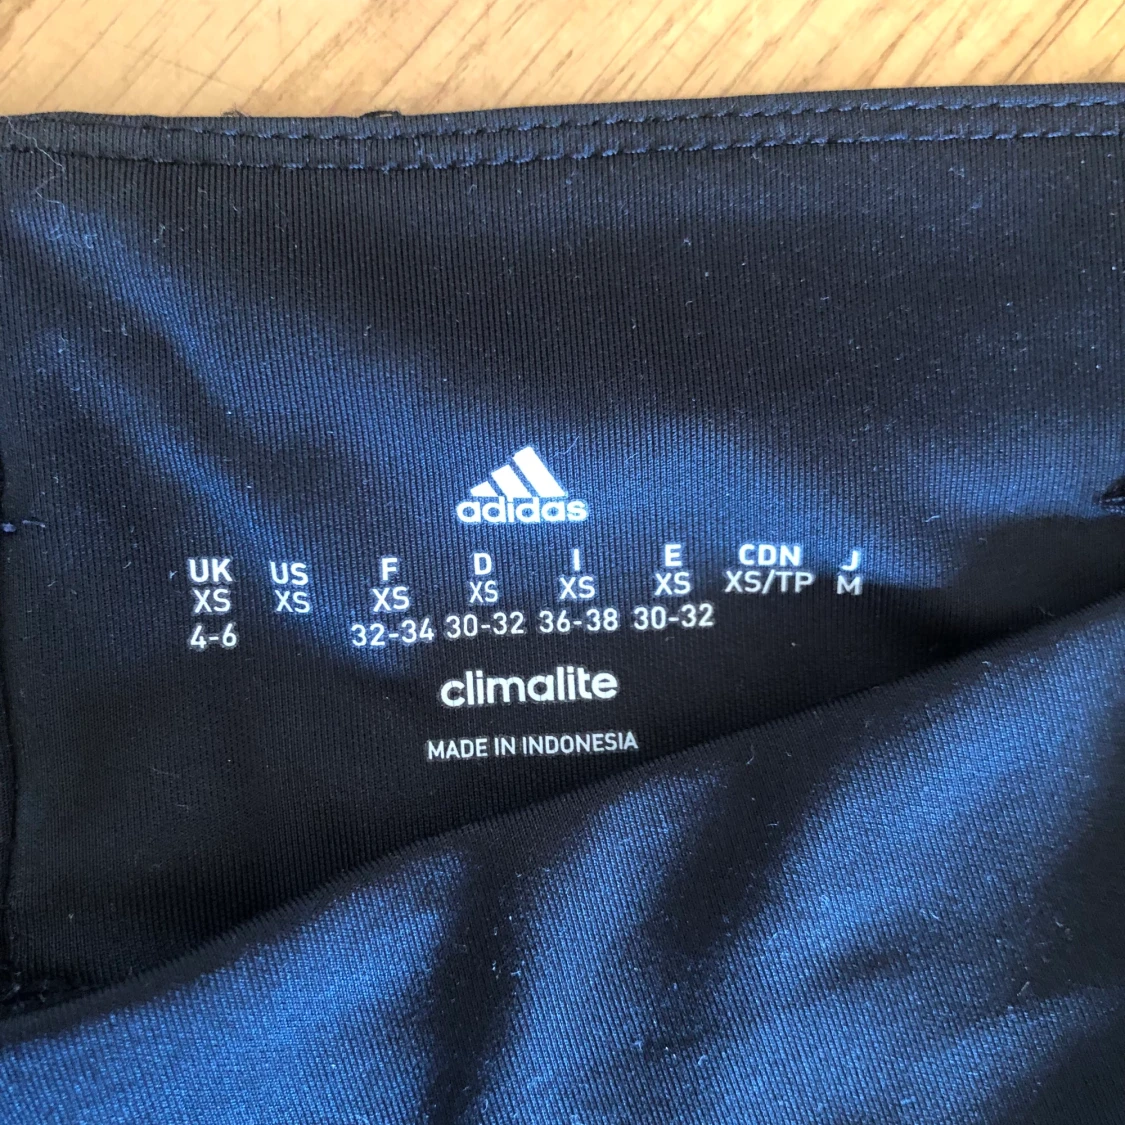 adidas
UK US F D I E CDN J
XS XS XS XS XS XS XS/TP M
4-6 32-34 30-32 36-38 30-32
climalite
MADE IN INDONESIA